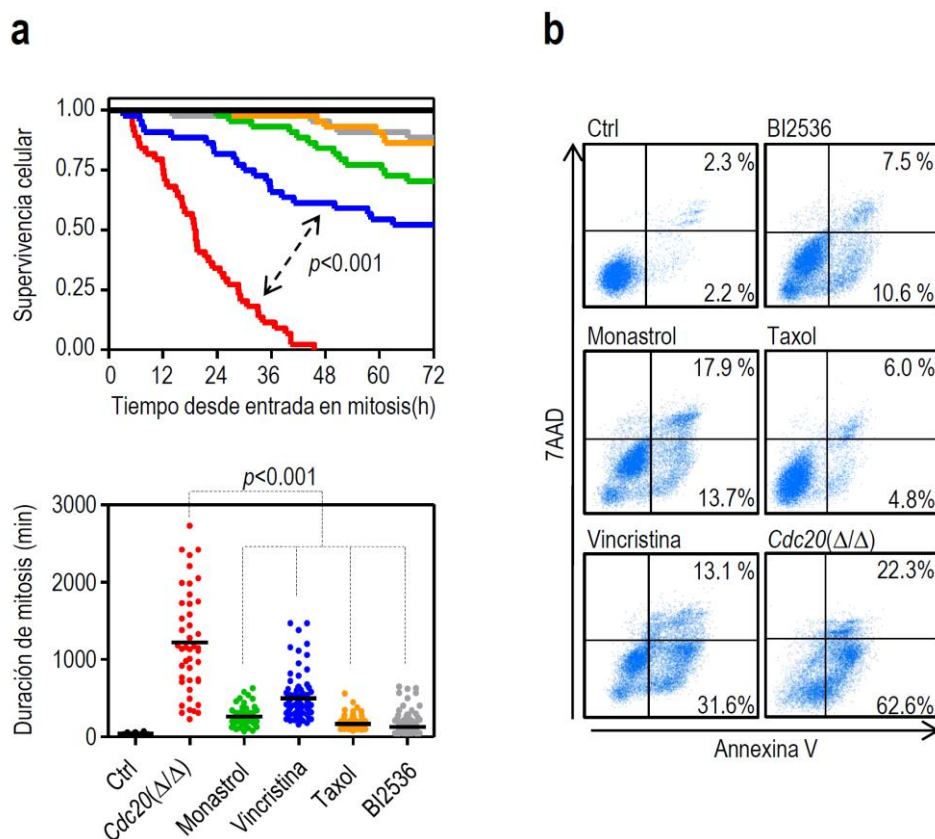 a
1.00
0.75
0.50
0.25
0.00
Supervivencia celular
p<0.001
0 12 24 36 48 60 72
Tiempo desde entrada en mitosis(h)
p<0.001
3000
2000
1000
0
Duración de mitosis (min)
Ctrl
Cdc20(Δ/Δ)
Monastrol
Vincristina
Taxol
BI2536
b
Ctrl
2.3 %
2.2 %
BI2536
7.5 %
10.6 %
Monastrol
17.9 %
13.7%
Taxol
6.0 %
4.8%
Vincristina
13.1 %
31.6%
Cdc20(Δ/Δ)
22.3%
62.6%
7AAD
Annexina V